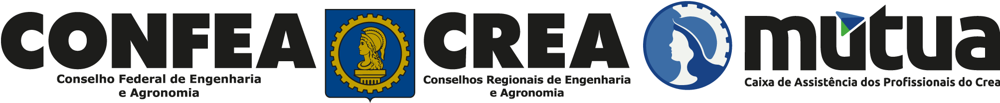 CONFEA
Conselho Federal de Engenharia
e Agronomia
CREA
Conselhos Regionais de Engenharia
e Agronomia
mútua
Caixa de Assistência dos Profissionais do Crea